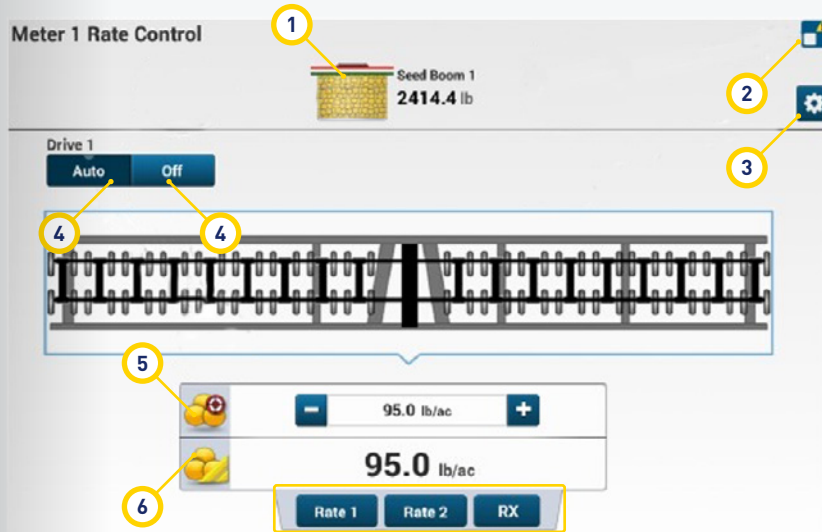 Meter 1 Rate Control
1
Seed Boom 1
2414.4 lb
2
3
Drive 1
Auto Off
4 4
5
95.0 lb/ac
6
95.0 lb/ac
Rate 1 Rate 2 RX